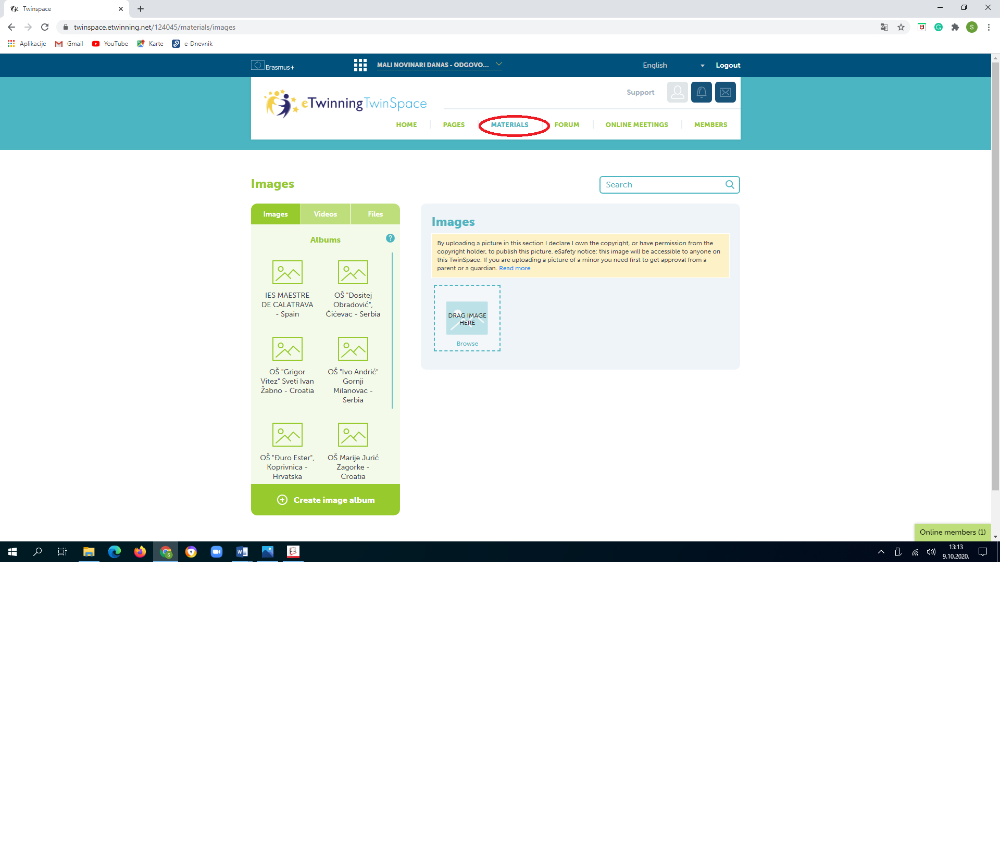 Twinspace
twinspace.etwinning.net/124045/materials/images
S
Aplikacije Gmail YouTube Karte e-Dnevnik
Erasmus+ MALI NOVINARI DANAS - ODGOVO... English Logout
eTwinning TwinSpace
Support
HOME PAGES MATERIALS FORUM ONLINE MEETINGS MEMBERS
Images
Search
Images Videos Files
Albums ?
IES MAESTRE
DE CALATRAVA
- Spain
OŠ "Dositej
Obradović",
Ćićevac - Serbia
OŠ "Grigor
Vitez" Sveti Ivan
Žabno - Croatia
OŠ "Ivo Andrić"
Gornji
Milanovac -
Serbia
OŠ "Đuro Ester",
Koprivnica -
Hrvatska
OŠ Marije Jurić
Zagorke -
Croatia
Create image album
Images
By uploading a picture in this section I declare I own the copyright, or have permission from the
copyright holder, to publish this picture. eSafety notice: this image will be accessible to anyone on
this TwinSpace. If you are uploading a picture of a minor you need first to get approval from a
parent or a guardian. Read more
DRAG IMAGE
HERE
Browse
Online members (1)
13:13
9.10.2020.